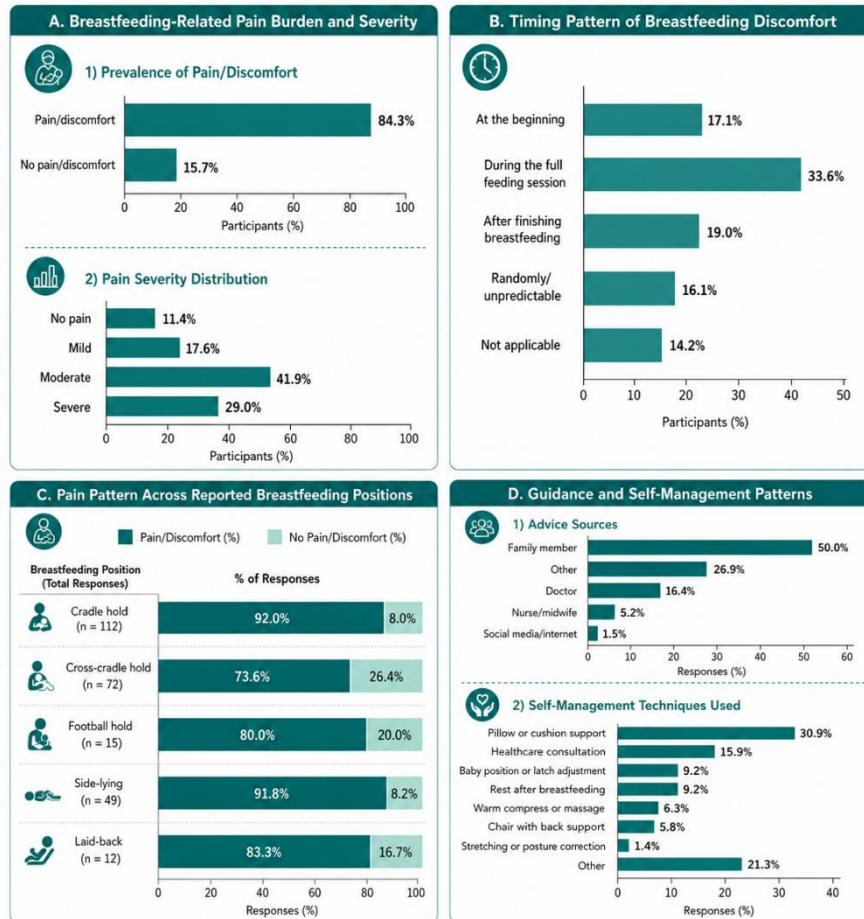 A. Breastfeeding-Related Pain Burden and Severity
1) Prevalence of Pain/Discomfort
Pain/discomfort
84.3%
No pain/discomfort
15.7%
0 20 40 60 80 100
Participants (%)
2) Pain Severity Distribution
No pain
11.4%
Mild
17.6%
Moderate
41.9%
Severe
29.0%
0 20 40 60 80 100
Participants (%)
B. Timing Pattern of Breastfeeding Discomfort
At the beginning
17.1%
During the full
feeding session
33.6%
After finishing
breastfeeding
19.0%
Randomly/
unpredictable
16.1%
Not applicable
14.2%
0 10 20 30 40 50
Participants (%)
C. Pain Pattern Across Reported Breastfeeding Positions
Pain/Discomfort (%) No Pain/Discomfort (%)
Breastfeeding Position
(Total Responses)
% of Responses
Cradle hold
(n = 112)
92.0% 8.0%
Cross-cradle hold
(n = 72)
73.6% 26.4%
Football hold
(n = 15)
80.0% 20.0%
Side-lying
(n = 49)
91.8% 8.2%
Laid-back
(n = 12)
83.3% 16.7%
0 20 40 60 80 100
Responses (%)
D. Guidance and Self-Management Patterns
1) Advice Sources
Family member
50.0%
Other
26.9%
Doctor
16.4%
Nurse/midwife
5.2%
Social media/internet
1.5%
0 10 20 30 40 50 60
Responses (%)
2) Self-Management Techniques Used
Pillow or cushion support
30.9%
Healthcare consultation
15.9%
Baby position or latch adjustment
9.2%
Rest after breastfeeding
9.2%
Warm compress or massage
6.3%
Chair with back support
5.8%
Stretching or posture correction
1.4%
Other
21.3%
0 10 20 30 40
Responses (%)